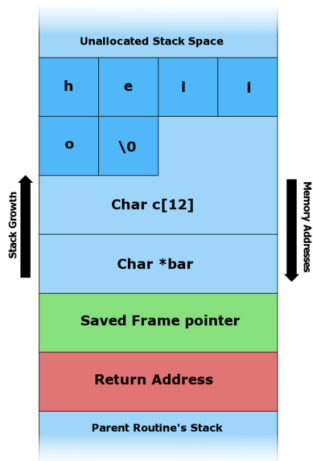 Unallocated Stack Space
h e l l
o \0
Char c[12]
Stack Growth
Memory Addresses
Char *bar
Saved Frame pointer
Return Address
Parent Routine's Stack